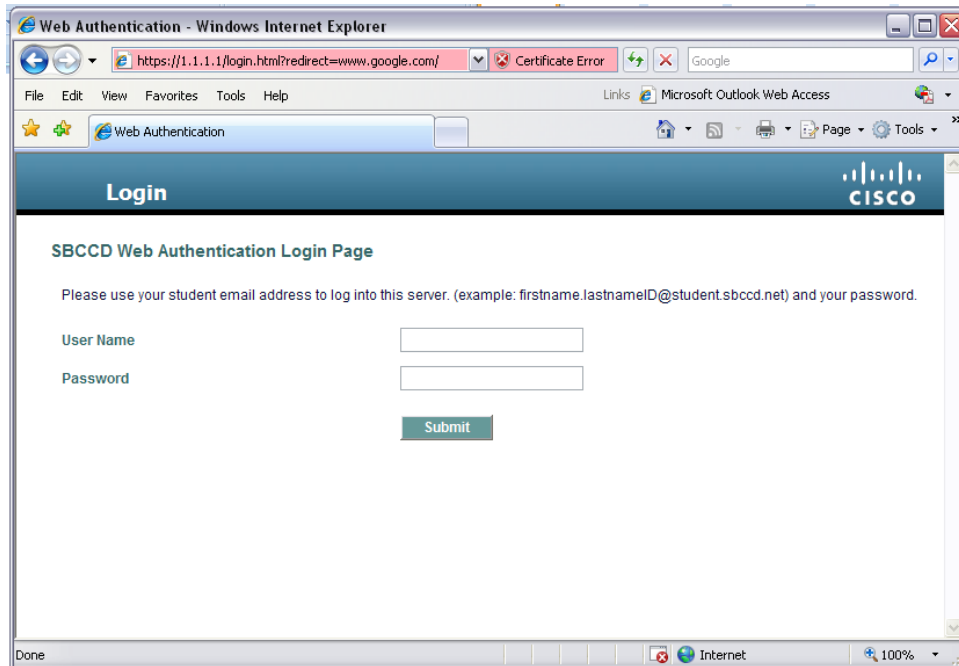 Web Authentication - Windows Internet Explorer
https://1.1.1.1/login.html?redirect=www.google.com/ Certificate Error Google
File Edit View Favorites Tools Help Links Microsoft Outlook Web Access
Web Authentication Page Tools »
Login CISCO
SBCCD Web Authentication Login Page
Please use your student email address to log into this server. (example: firstname.lastnameID@student.sbccd.net) and your password.
User Name
Password
Submit
Done Internet 100%